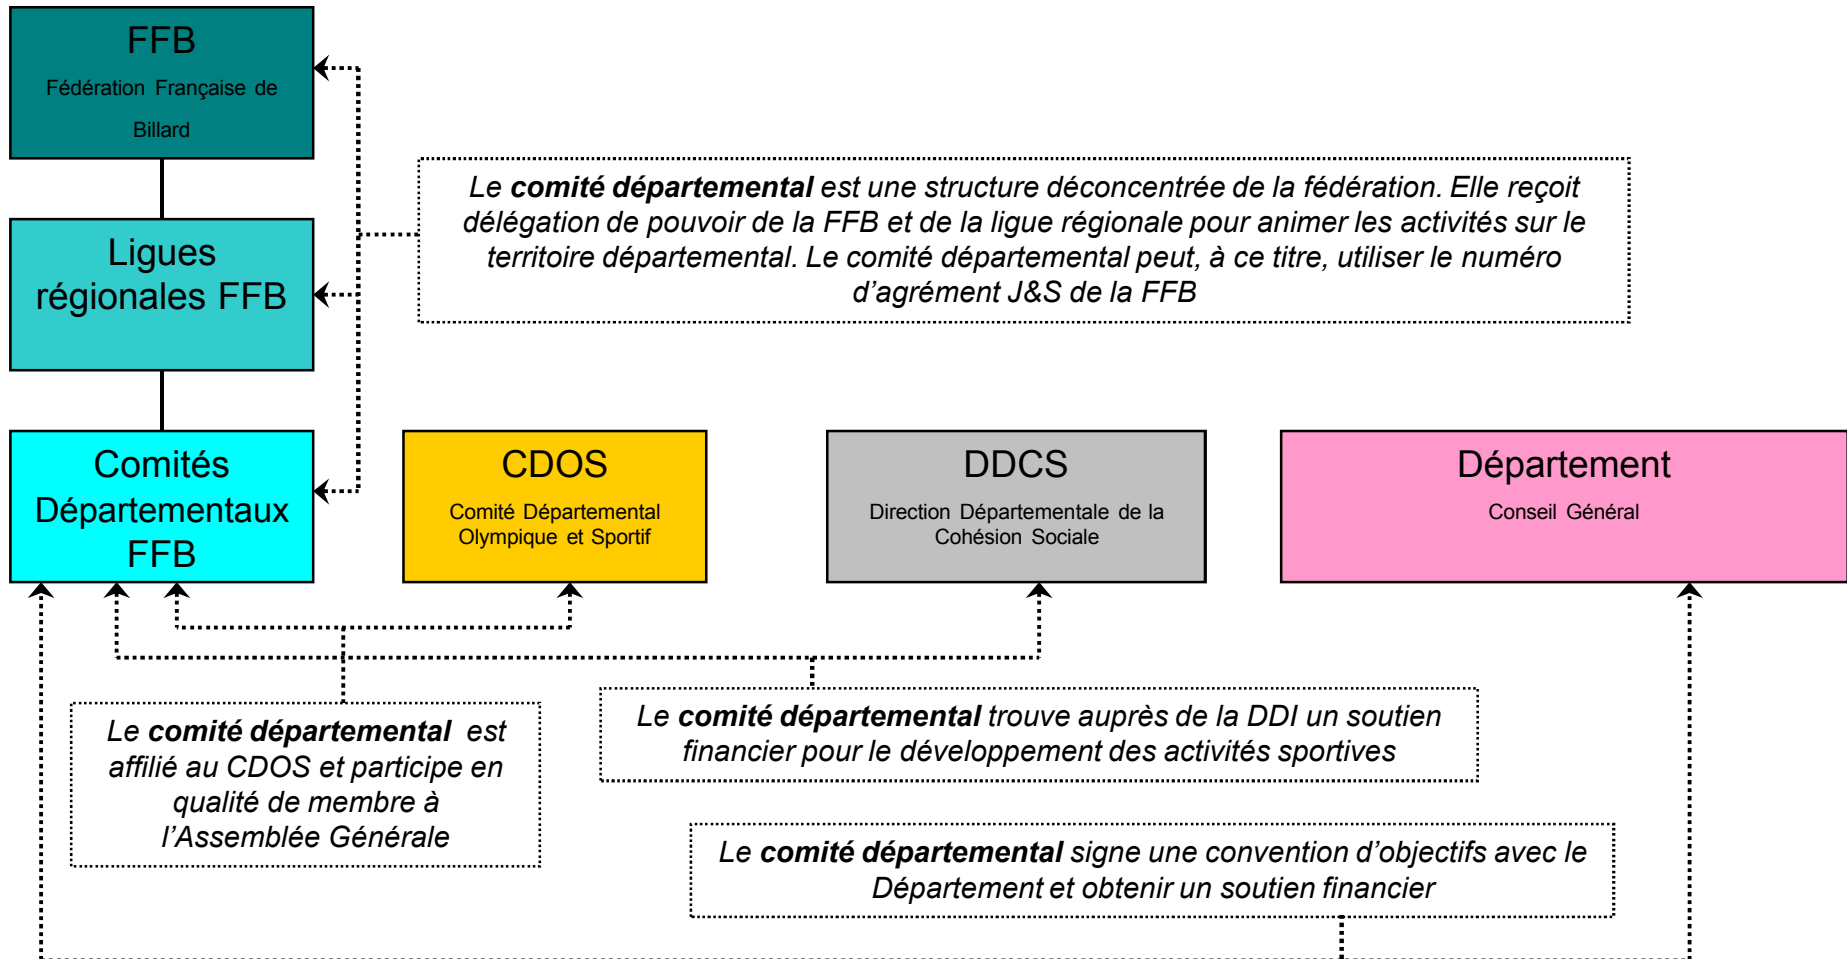 FFB
Fédération Française de
Billard
Le comité départemental est une structure déconcentrée de la fédération. Elle reçoit
délégation de pouvoir de la FFB et de la ligue régionale pour animer les activités sur le
territoire départemental. Le comité départemental peut, à ce titre, utiliser le numéro
d’agrément J&S de la FFB
Ligues
régionales FFB
Comités
Départementaux
FFB
CDOS
Comité Départemental
Olympique et Sportif
DDCS
Direction Départementale de la
Cohésion Sociale
Département
Conseil Général
Le comité départemental est
affilié au CDOS et participe en
qualité de membre à
l’Assemblée Générale
Le comité départemental trouve auprès de la DDI un soutien
financier pour le développement des activités sportives
Le comité départemental signe une convention d’objectifs avec le
Département et obtenir un soutien financier